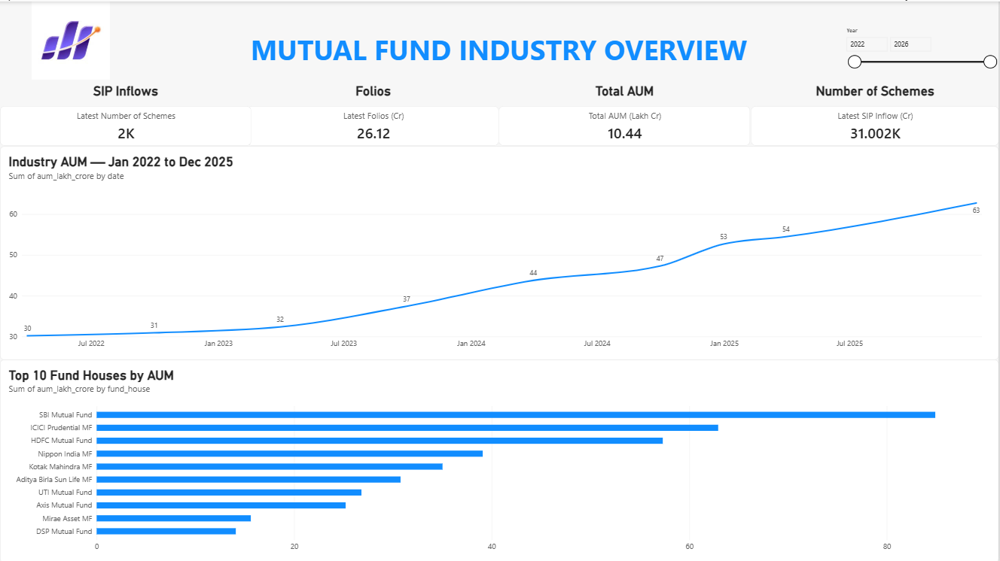 MUTUAL FUND INDUSTRY OVERVIEW
Year
2022 2026
SIP Inflows Folios Total AUM Number of Schemes
Latest Number of Schemes Latest Folios (Cr) Total AUM (Lakh Cr) Latest SIP Inflow (Cr)
2K 26.12 10.44 31.002K
Industry AUM — Jan 2022 to Dec 2025
Sum of aum_lakh_crore by date
60
50
40
30
30 31 32 37 44 47 53 54 63
Jul 2022 Jan 2023 Jul 2023 Jan 2024 Jul 2024 Jan 2025 Jul 2025
Top 10 Fund Houses by AUM
Sum of aum_lakh_crore by fund_house
SBI Mutual Fund
ICICI Prudential MF
HDFC Mutual Fund
Nippon India MF
Kotak Mahindra MF
Aditya Birla Sun Life MF
UTI Mutual Fund
Axis Mutual Fund
Mirae Asset MF
DSP Mutual Fund
0 20 40 60 80